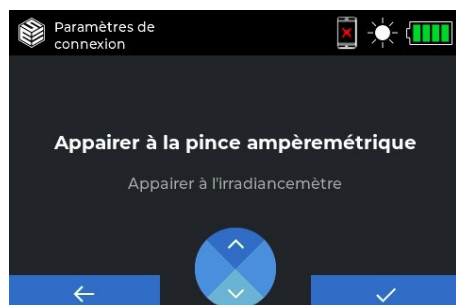 Paramètres de
connexion
Appairer à la pince ampèremétrique
Appairer à l'irradiancemètre